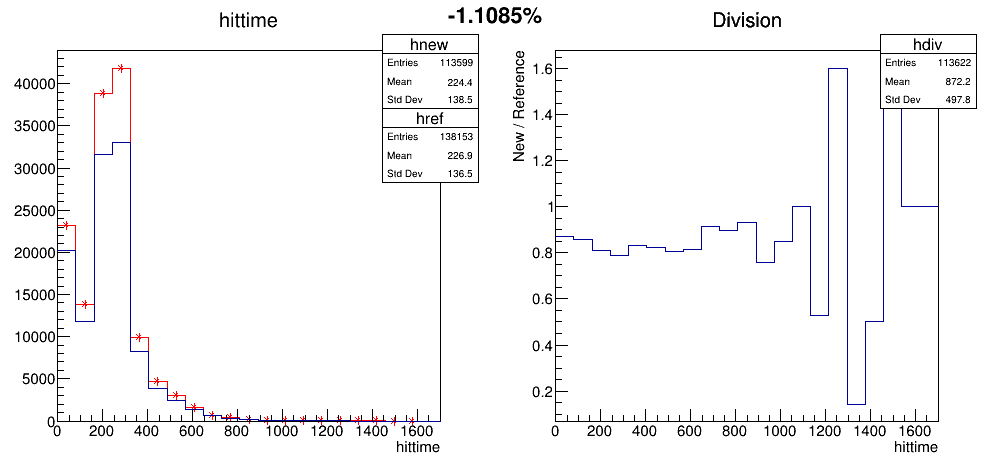 -1.1085%
hittime
hnew
Entries 113599
Mean 224.4
Std Dev 138.5
href
Entries 138153
Mean 226.9
Std Dev 136.5
40000
35000
30000
25000
20000
15000
10000
5000
0
0 200 400 600 800 1000 1200 1400 1600
hittime
Division
hdiv
Entries 113622
Mean 872.2
Std Dev 497.8
New / Reference
1.6
1.4
1.2
1
0.8
0.6
0.4
0.2
0 200 400 600 800 1000 1200 1400 1600
hittime